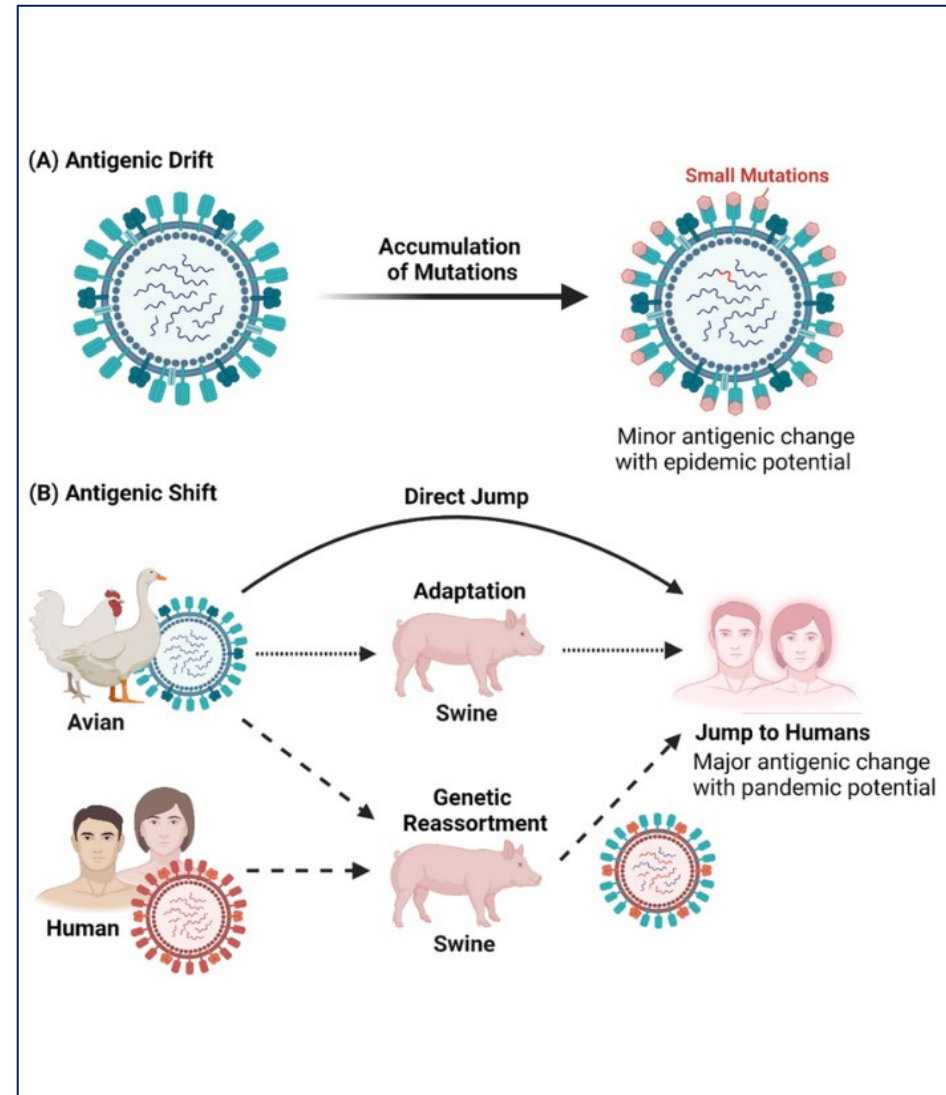 (A) Antigenic Drift
Small Mutations
Accumulation
of Mutations
Minor antigenic change
with epidemic potential
(B) Antigenic Shift
Direct Jump
Adaptation
Avian
Swine
Jump to Humans
Major antigenic change
with pandemic potential
Genetic
Reassortment
Human
Swine